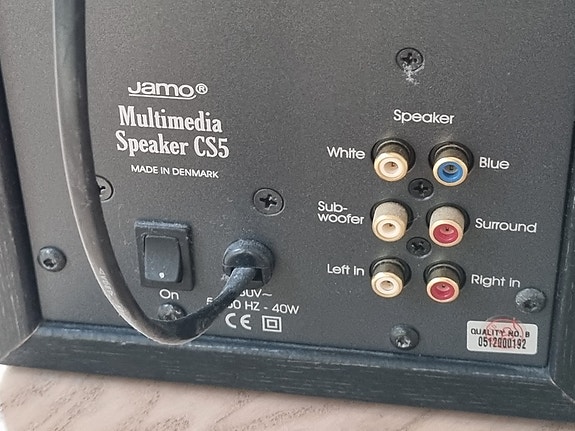 Jamo®
Multimedia
Speaker CS5
MADE IN DENMARK
Speaker
White
Blue
Sub-
woofer
Surround
Left in
Right in
On
40W
CE
QUALITY NO. B
0512000192